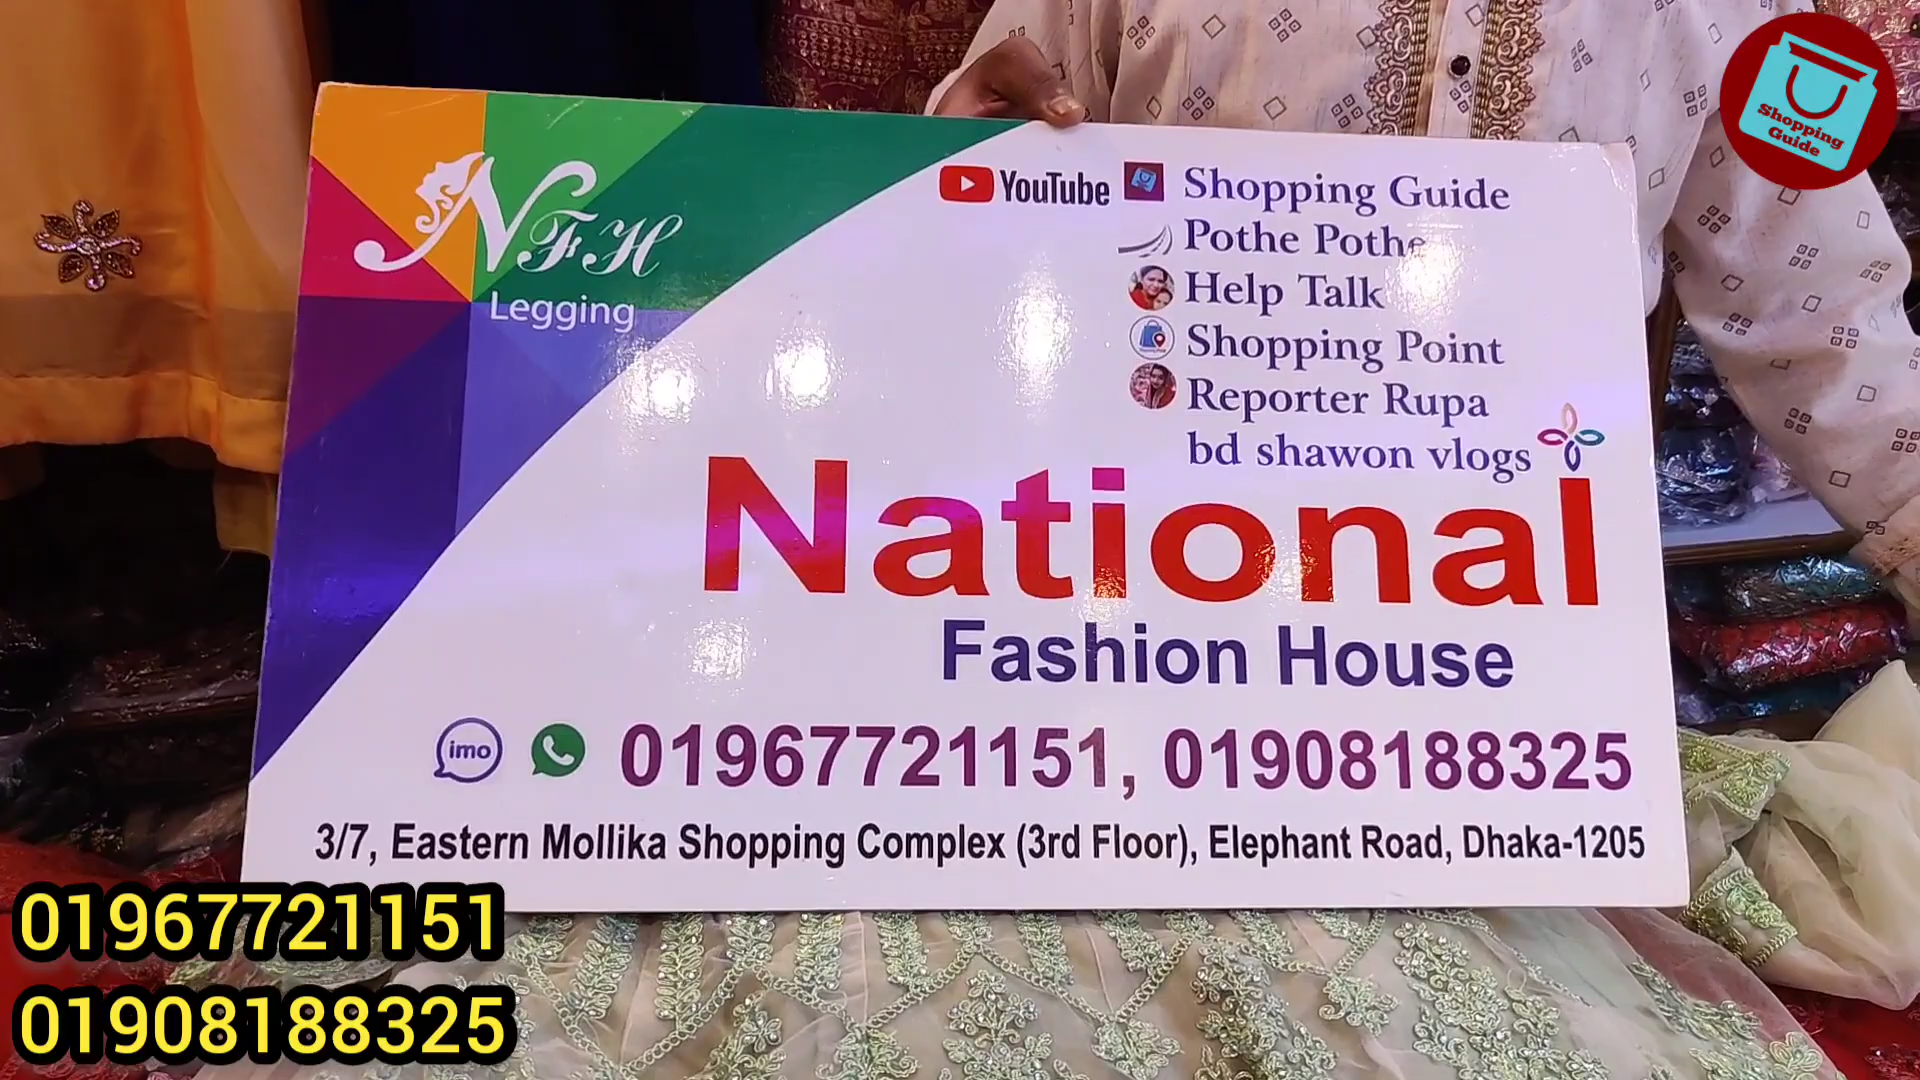 Shopping
Guide
NFH
Legging
YouTube Shopping Guide
Pothe Pothe
Help Talk
Shopping Point
Reporter Rupa
bd shawon vlogs
National
Fashion House
imo 01967721151, 01908188325
3/7, Eastern Mollika Shopping Complex (3rd Floor), Elephant Road, Dhaka-1205
01967721151
01908188325